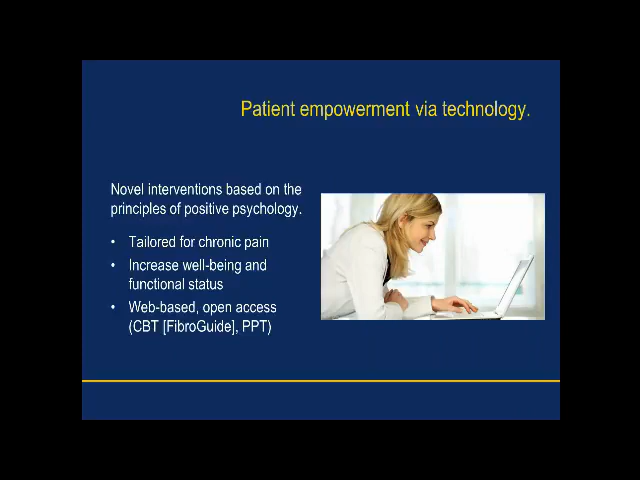 Patient empowerment via technology.
Novel interventions based on the
principles of positive psychology.
• Tailored for chronic pain
• Increase well-being and
functional status
• Web-based, open access
(CBT [FibroGuide], PPT)